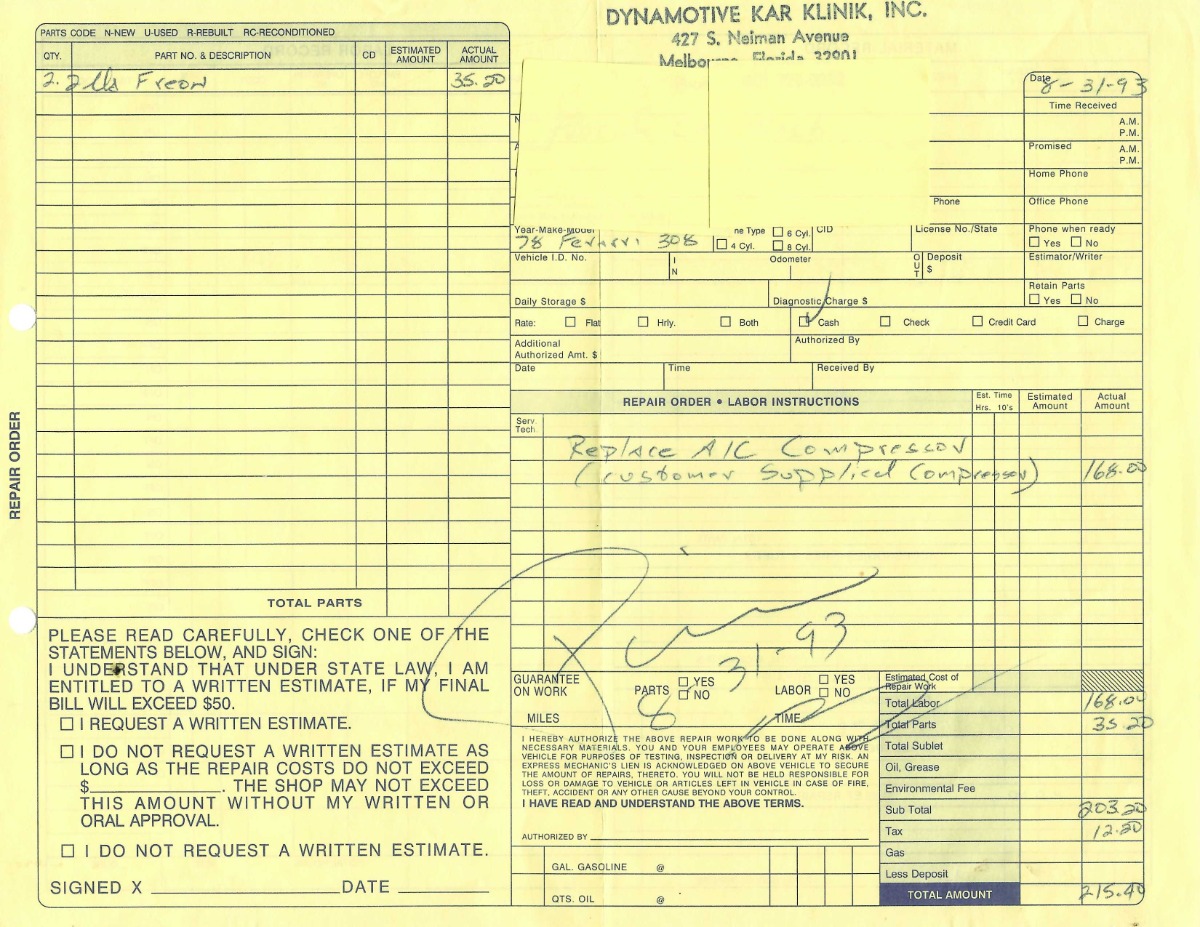 DYNAMOTIVE KAR KLINIK, INC.
427 S. Neiman Avenue
Melbourne, Florida 32901
PARTS CODE N-NEW U-USED R-REBUILT RC-RECONDITIONED
QTY. PART NO. & DESCRIPTION CD ESTIMATED AMOUNT ACTUAL AMOUNT
2.2 lbs Freon 35.20
TOTAL PARTS
REPAIR ORDER
PLEASE READ CAREFULLY, CHECK ONE OF THE
STATEMENTS BELOW, AND SIGN:
I UNDERSTAND THAT UNDER STATE LAW, I AM
ENTITLED TO A WRITTEN ESTIMATE, IF MY FINAL
BILL WILL EXCEED $50.
☐ I REQUEST A WRITTEN ESTIMATE.
☐ I DO NOT REQUEST A WRITTEN ESTIMATE AS
LONG AS THE REPAIR COSTS DO NOT EXCEED
$__________. THE SHOP MAY NOT EXCEED
THIS AMOUNT WITHOUT MY WRITTEN OR
ORAL APPROVAL.
☐ I DO NOT REQUEST A WRITTEN ESTIMATE.
SIGNED X __________ DATE __________
Date 8-31-93
Time Received
A.M.
P.M.
Promised A.M.
P.M.
Home Phone
Phone Office Phone
Year-Make-Model ne Type ☐ 6 Cyl. CID License No./State Phone when ready
78 Ferrari 308 ☐ 4 Cyl. ☐ 8 Cyl. ☐ Yes ☐ No
Vehicle I.D. No. IN Odometer OUT Deposit $ Estimator/Writer
Retain Parts
Daily Storage $ Diagnostic Charge $ ☐ Yes ☐ No
Rate: ☐ Flat ☐ Hrly. ☐ Both ☐ Cash ☐ Check ☐ Credit Card ☐ Charge
Additional Authorized Amt. $ Authorized By
Date Time Received By
REPAIR ORDER • LABOR INSTRUCTIONS Est. Time Hrs. 10's Estimated Amount Actual Amount
Serv. Tech.
Replace A/C Compressor
(customer Supplied Compressor) 168.00
31-93
8
GUARANTEE ON WORK PARTS ☐ YES ☐ NO LABOR ☐ YES ☐ NO
MILES TIME
I HEREBY AUTHORIZE THE ABOVE REPAIR WORK TO BE DONE ALONG WITH
NECESSARY MATERIALS. YOU AND YOUR EMPLOYEES MAY OPERATE ABOVE
VEHICLE FOR PURPOSES OF TESTING, INSPECTION OR DELIVERY AT MY RISK. AN
EXPRESS MECHANIC'S LIEN IS ACKNOWLEDGED ON ABOVE VEHICLE TO SECURE
THE AMOUNT OF REPAIRS, THERETO. YOU WILL NOT BE HELD RESPONSIBLE FOR
LOSS OR DAMAGE TO VEHICLE OR ARTICLES LEFT IN VEHICLE IN CASE OF FIRE,
THEFT, ACCIDENT OR ANY OTHER CAUSE BEYOND YOUR CONTROL.
I HAVE READ AND UNDERSTAND THE ABOVE TERMS.
AUTHORIZED BY __________
GAL. GASOLINE @
QTS. OIL @
Estimated Cost of Repair Work
Total Labor 168.00
Total Parts 35.20
Total Sublet
Oil, Grease
Environmental Fee
Sub Total 203.20
Tax 12.20
Gas
Less Deposit
TOTAL AMOUNT 215.40